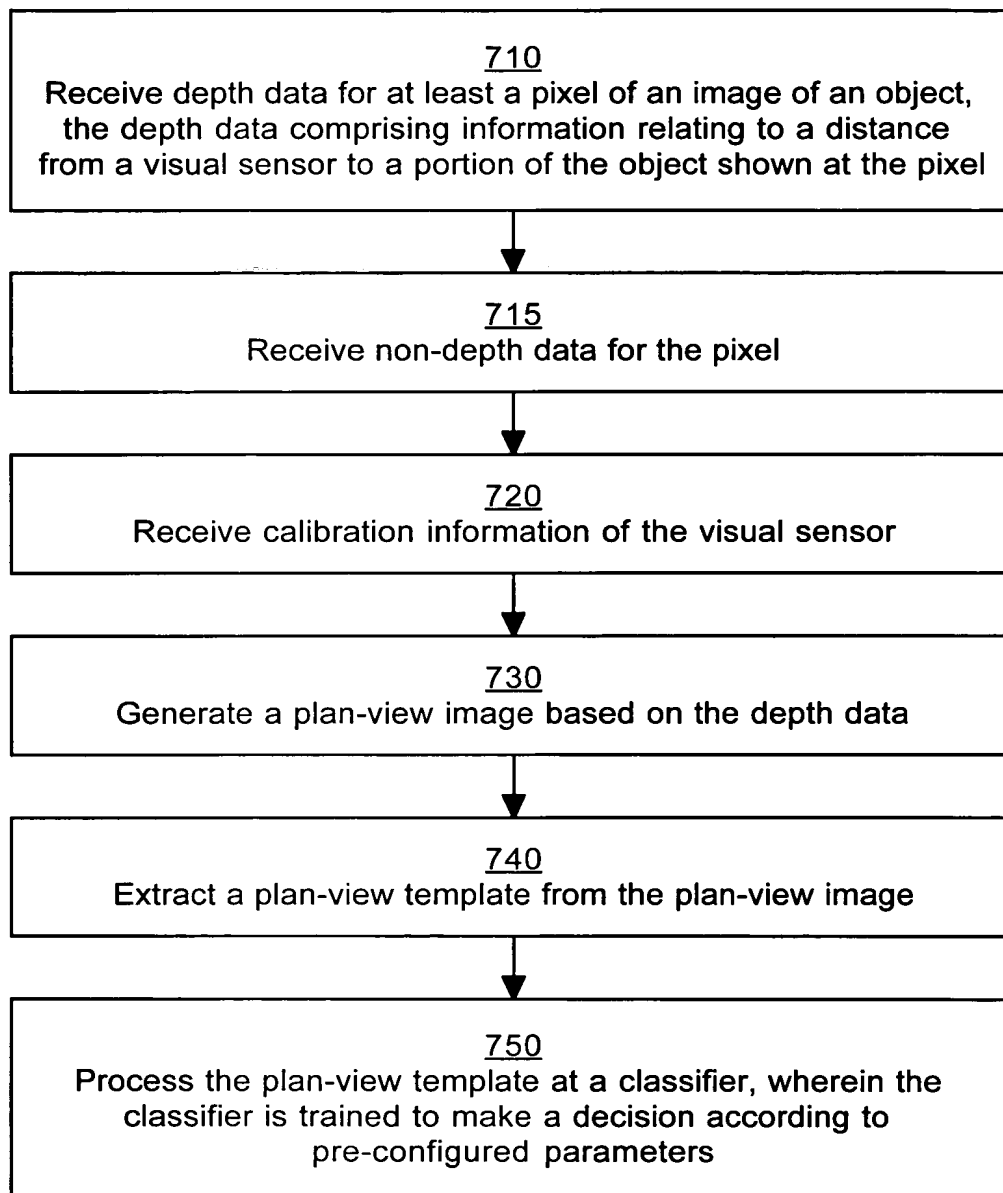 710
Receive depth data for at least a pixel of an image of an object,
the depth data comprising information relating to a distance
from a visual sensor to a portion of the object shown at the pixel
715
Receive non-depth data for the pixel
720
Receive calibration information of the visual sensor
730
Generate a plan-view image based on the depth data
740
Extract a plan-view template from the plan-view image
750
Process the plan-view template at a classifier, wherein the
classifier is trained to make a decision according to
pre-configured parameters